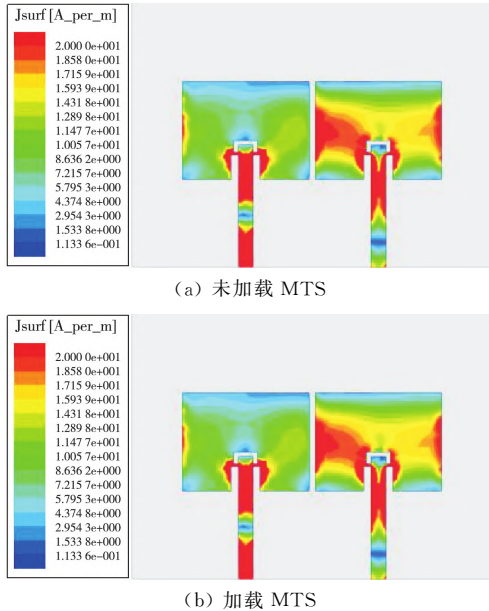 Jsurf [A_per_m]
2.000 0e+001
1.858 0e+001
1.715 9e+001
1.593 9e+001
1.431 8e+001
1.289 8e+001
1.147 7e+001
1.005 7e+001
8.636 2e+000
7.215 7e+000
5.795 3e+000
4.374 8e+000
2.954 3e+000
1.533 8e+000
1.133 6e-001
(a) 未加载 MTS
Jsurf [A_per_m]
2.000 0e+001
1.858 0e+001
1.715 9e+001
1.593 9e+001
1.431 8e+001
1.289 8e+001
1.147 7e+001
1.005 7e+001
8.636 2e+000
7.215 7e+000
5.795 3e+000
4.374 8e+000
2.954 3e+000
1.533 8e+000
1.133 6e-001
(b) 加载 MTS